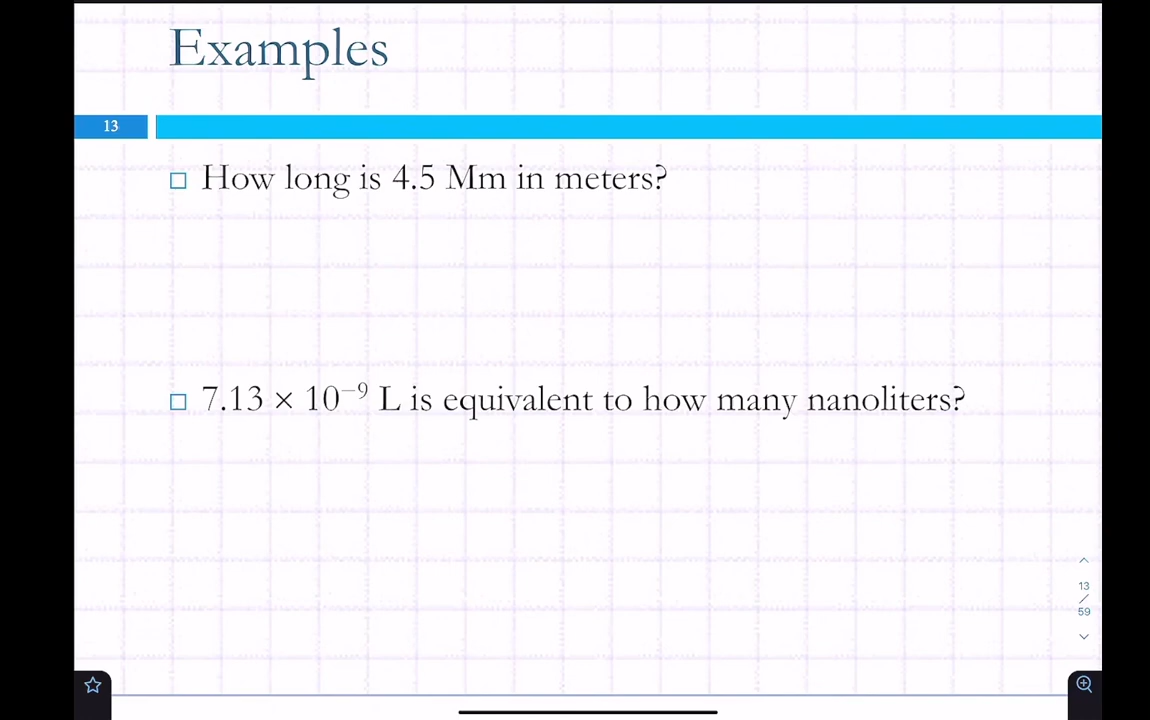 Examples
13
How long is 4.5 Mm in meters?
7.13 × 10⁻⁹ L is equivalent to how many nanoliters?
13
/
59